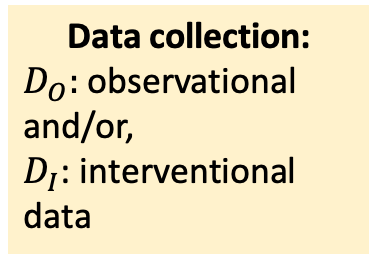 Data collection:
D_O: observational
and/or,
D_I: interventional
data